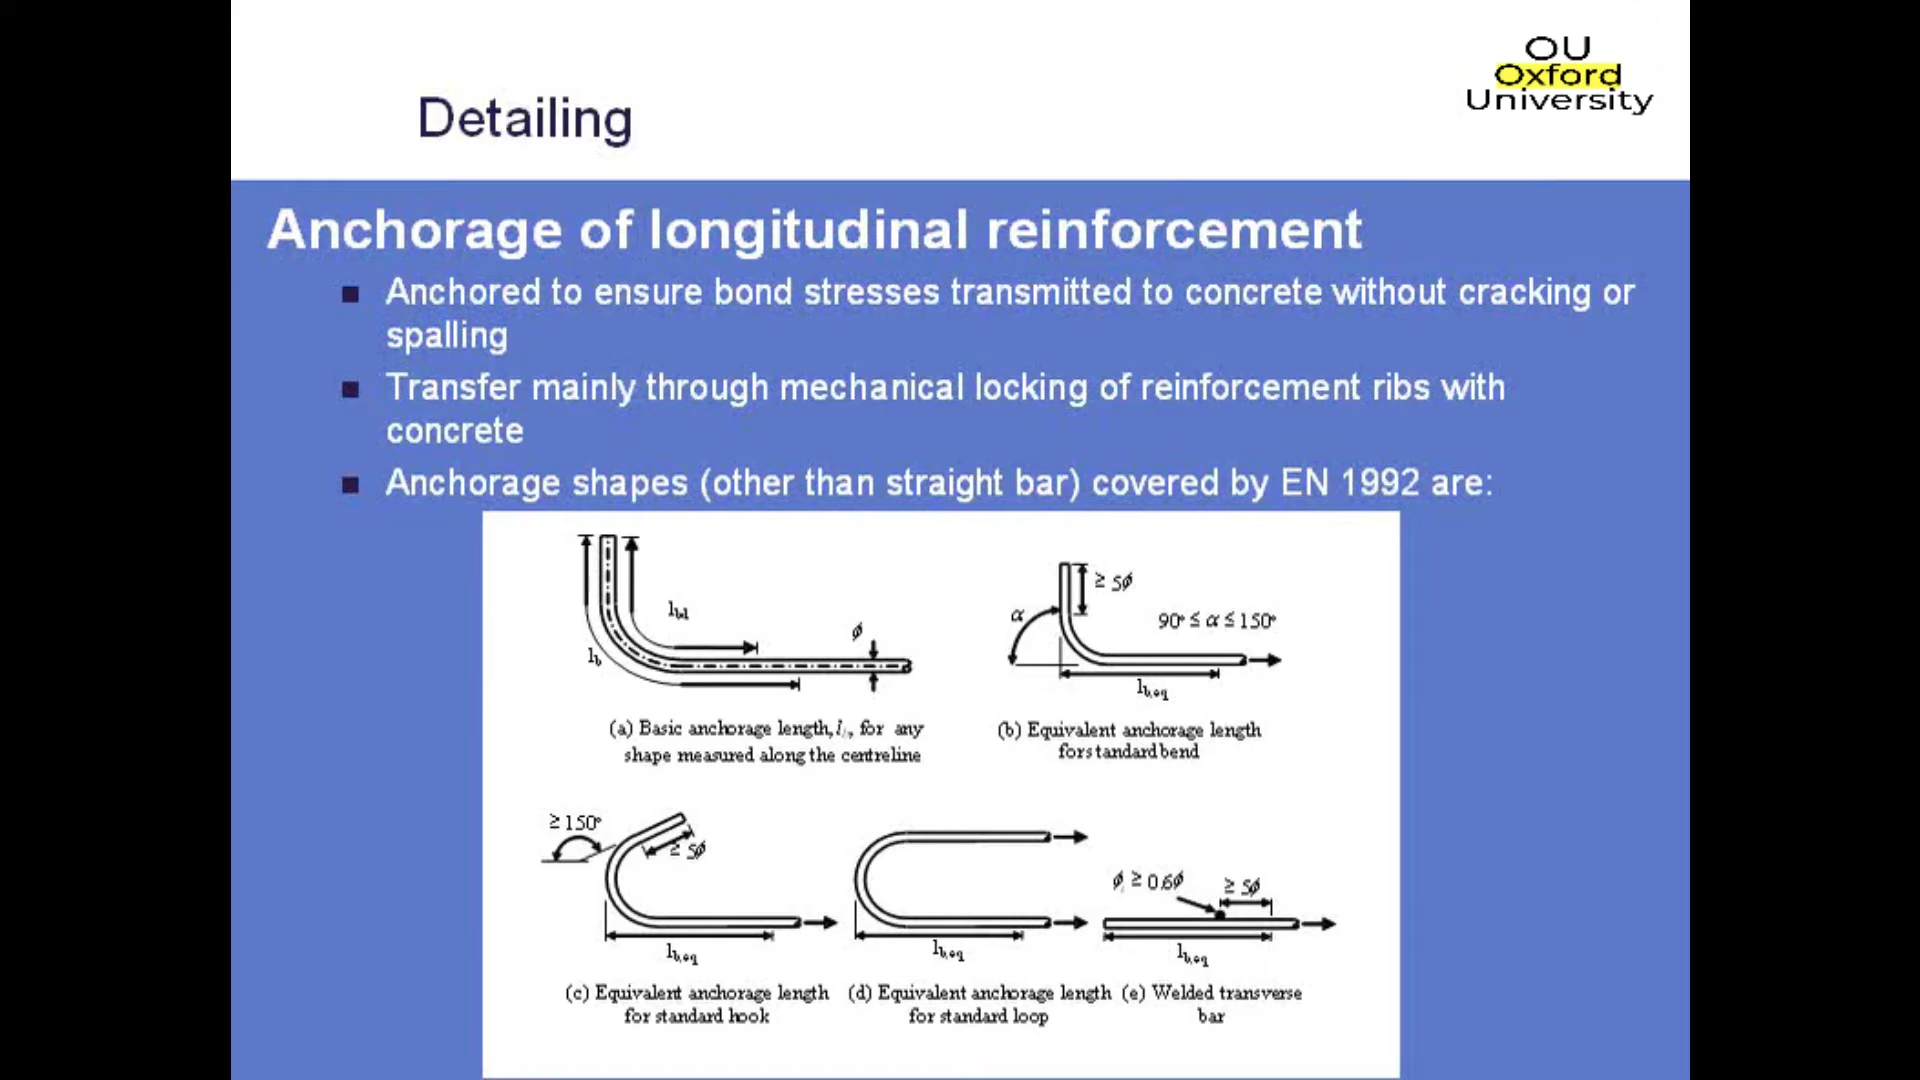 OU
Oxford
University
Detailing
Anchorage of longitudinal reinforcement
Anchored to ensure bond stresses transmitted to concrete without cracking or
spalling
Transfer mainly through mechanical locking of reinforcement ribs with
concrete
Anchorage shapes (other than straight bar) covered by EN 1992 are:
lbd
ϕ
lb
(a) Basic anchorage length, lb, for any
shape measured along the centreline
≥ 5ϕ
α
90° ≤ α ≤ 150°
lb,eq
(b) Equivalent anchorage length
for standard bend
≥ 150°
≥ 5ϕ
lb,eq
(c) Equivalent anchorage length
for standard hook
lb,eq
(d) Equivalent anchorage length
for standard loop
ϕt ≥ 0.6ϕ
≥ 5ϕ
lb,eq
(e) Welded transverse
bar